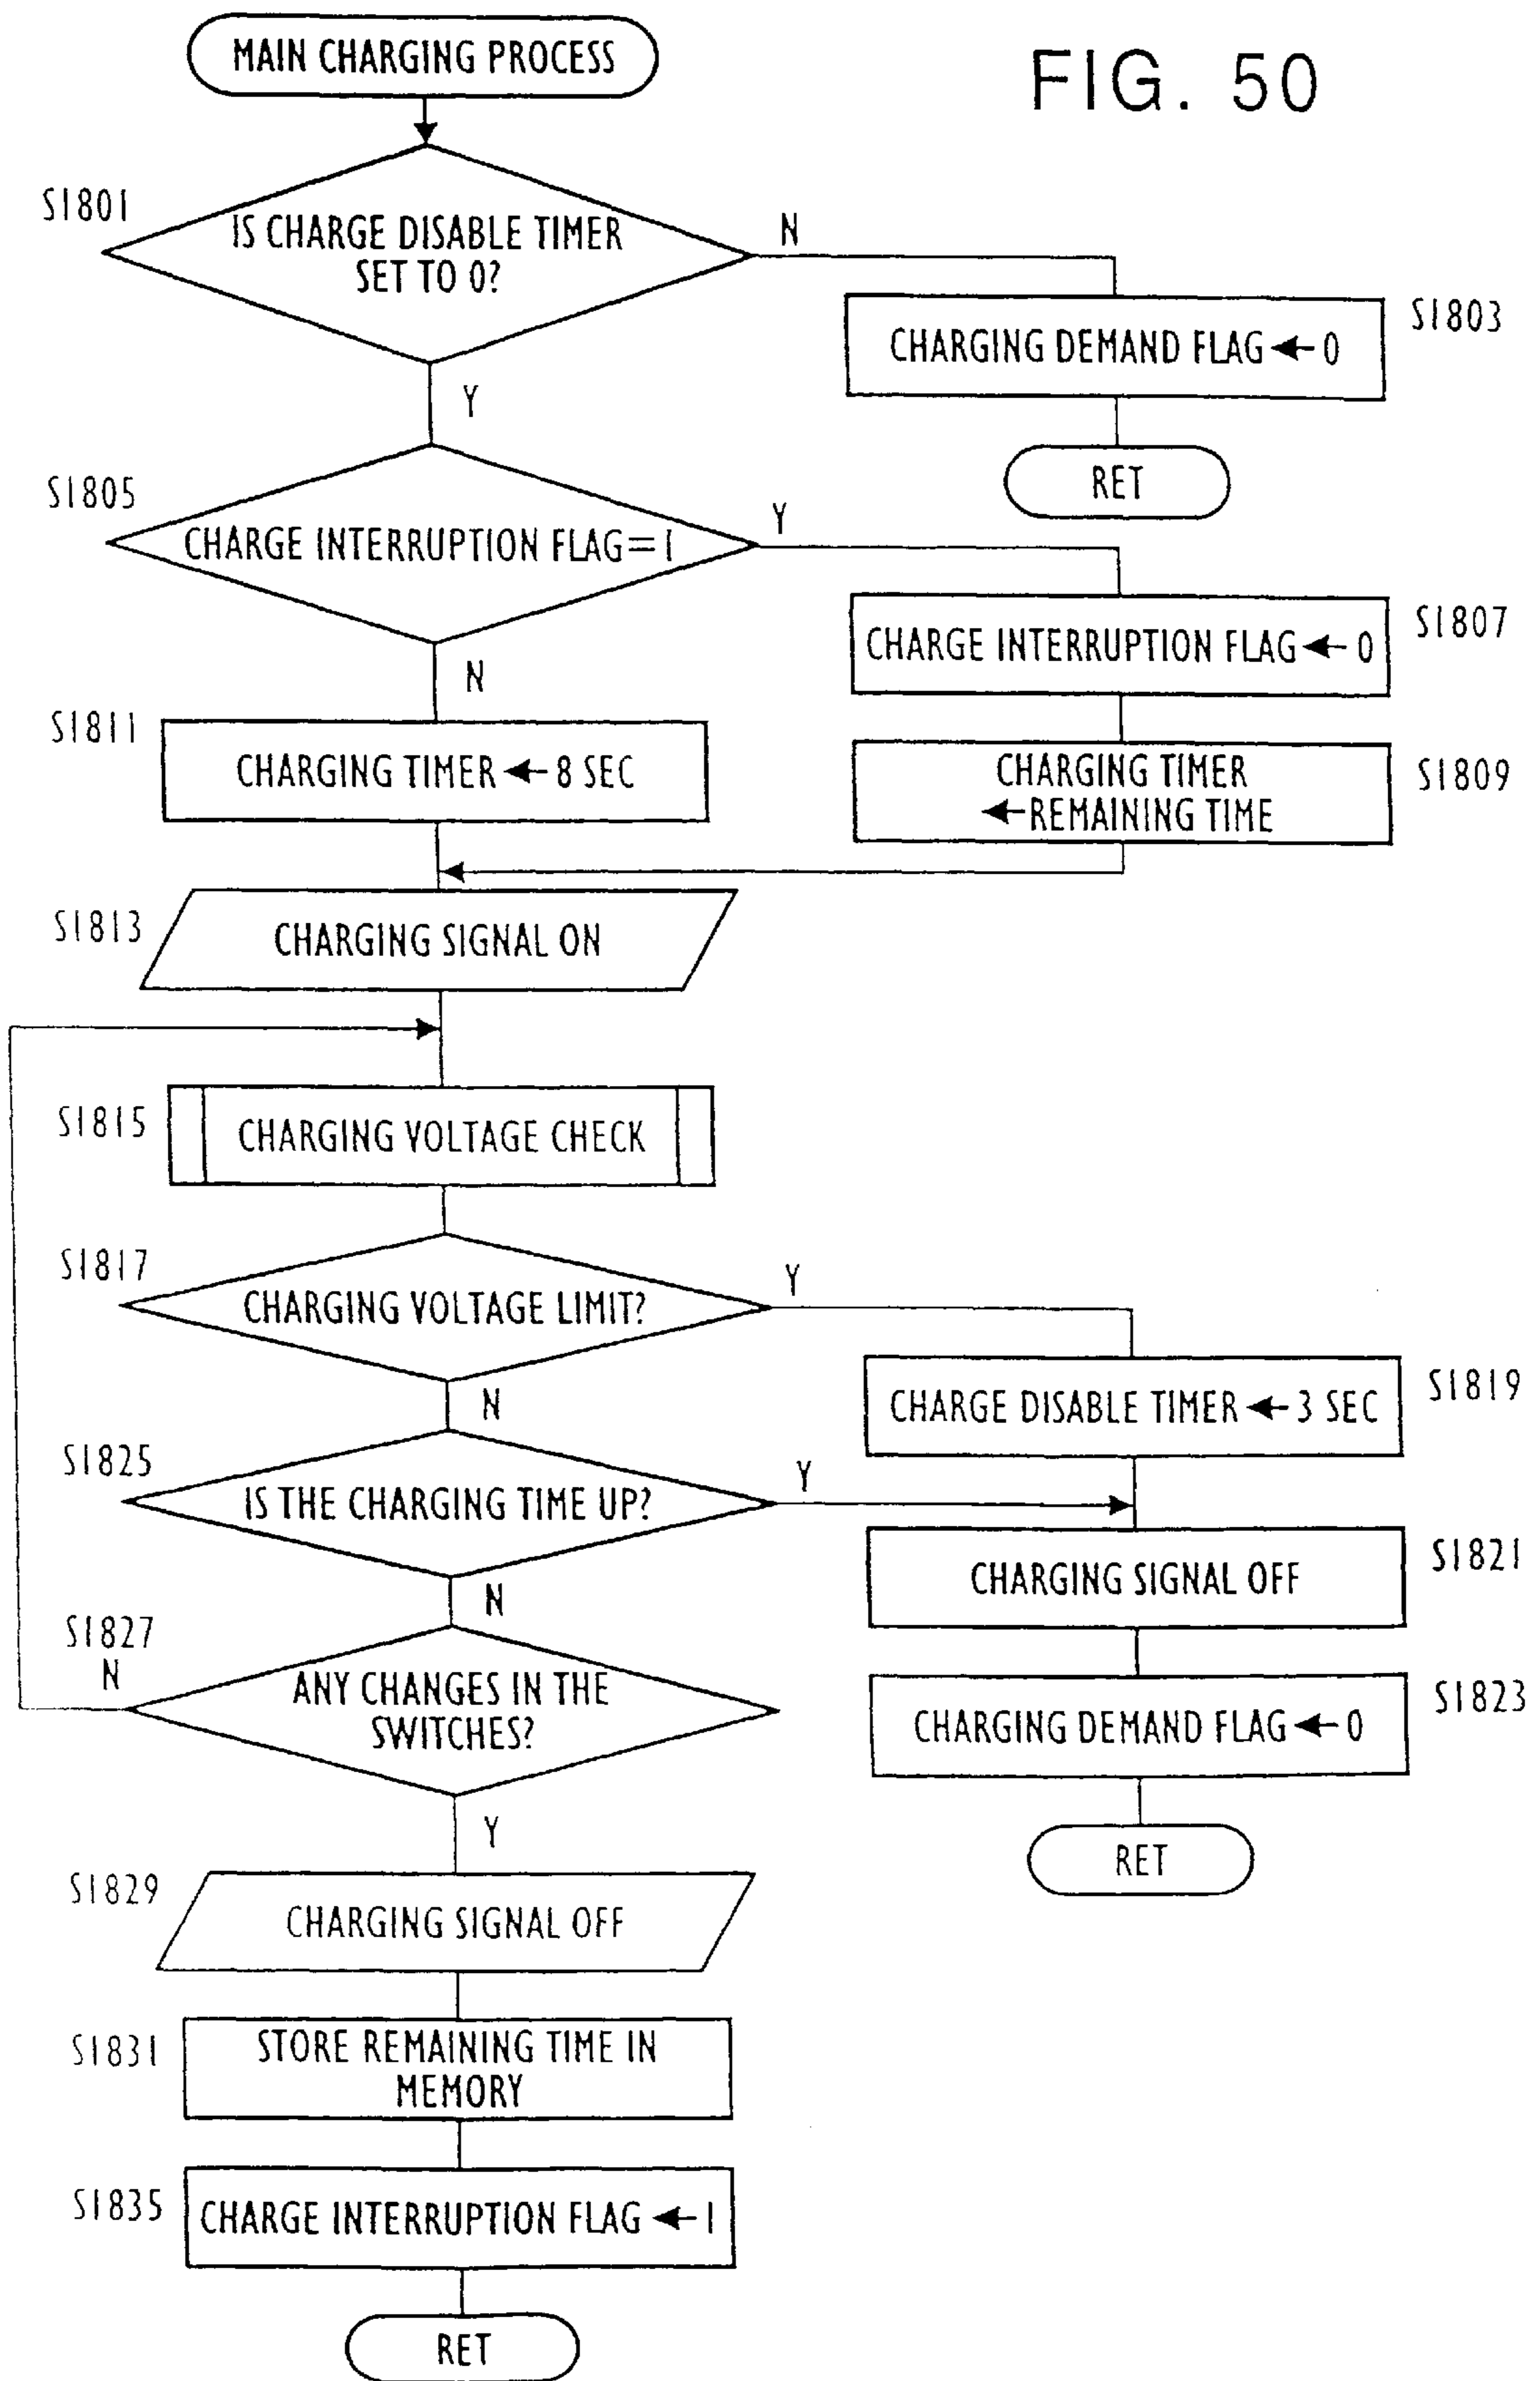 FIG. 50
MAIN CHARGING PROCESS
S1801
IS CHARGE DISABLE TIMER
SET TO 0?
N
Y
S1803
CHARGING DEMAND FLAG ← 0
RET
S1805
CHARGE INTERRUPTION FLAG = 1
Y
N
S1807
CHARGE INTERRUPTION FLAG ← 0
S1809
CHARGING TIMER
← REMAINING TIME
S1811
CHARGING TIMER ← 8 SEC
S1813
CHARGING SIGNAL ON
S1815
CHARGING VOLTAGE CHECK
S1817
CHARGING VOLTAGE LIMIT?
Y
N
S1819
CHARGE DISABLE TIMER ← 3 SEC
S1825
IS THE CHARGING TIME UP?
Y
N
S1821
CHARGING SIGNAL OFF
S1823
CHARGING DEMAND FLAG ← 0
RET
S1827
N
ANY CHANGES IN THE
SWITCHES?
Y
S1829
CHARGING SIGNAL OFF
S1831
STORE REMAINING TIME IN
MEMORY
S1835
CHARGE INTERRUPTION FLAG ← 1
RET